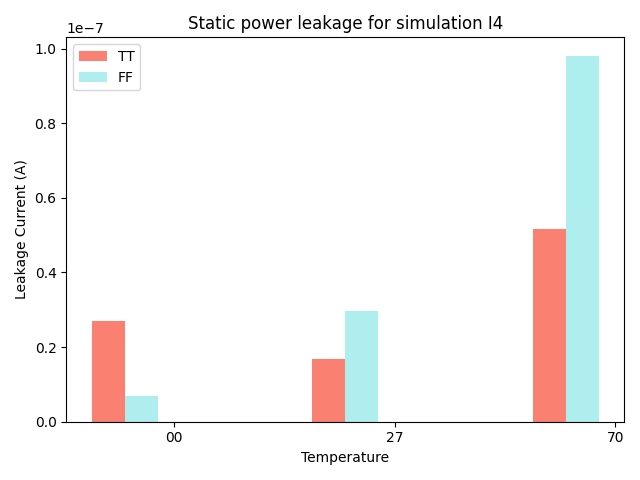 Static power leakage for simulation I4
1e−7
TT
FF
1.0
0.8
0.6
0.4
0.2
0.0
Leakage Current (A)
00
27
70
Temperature